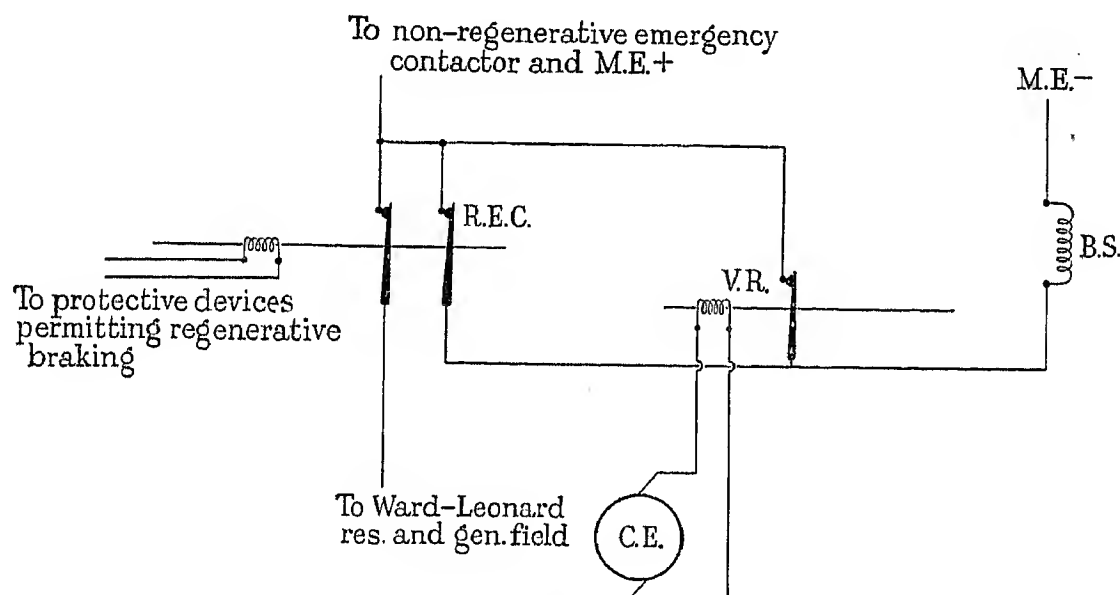 To non-regenerative emergency
contactor and M.E.+
M.E.-
R.E.C.
B.S.
V.R.
To protective devices
permitting regenerative
braking
To Ward-Leonard
res. and gen. field
C.E.